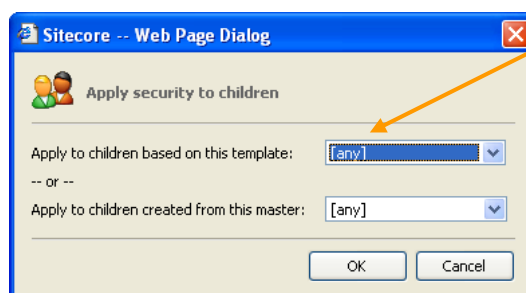 Sitecore -- Web Page Dialog
Apply security to children
Apply to children based on this template: [any]
-- or --
Apply to children created from this master: [any]
OK Cancel